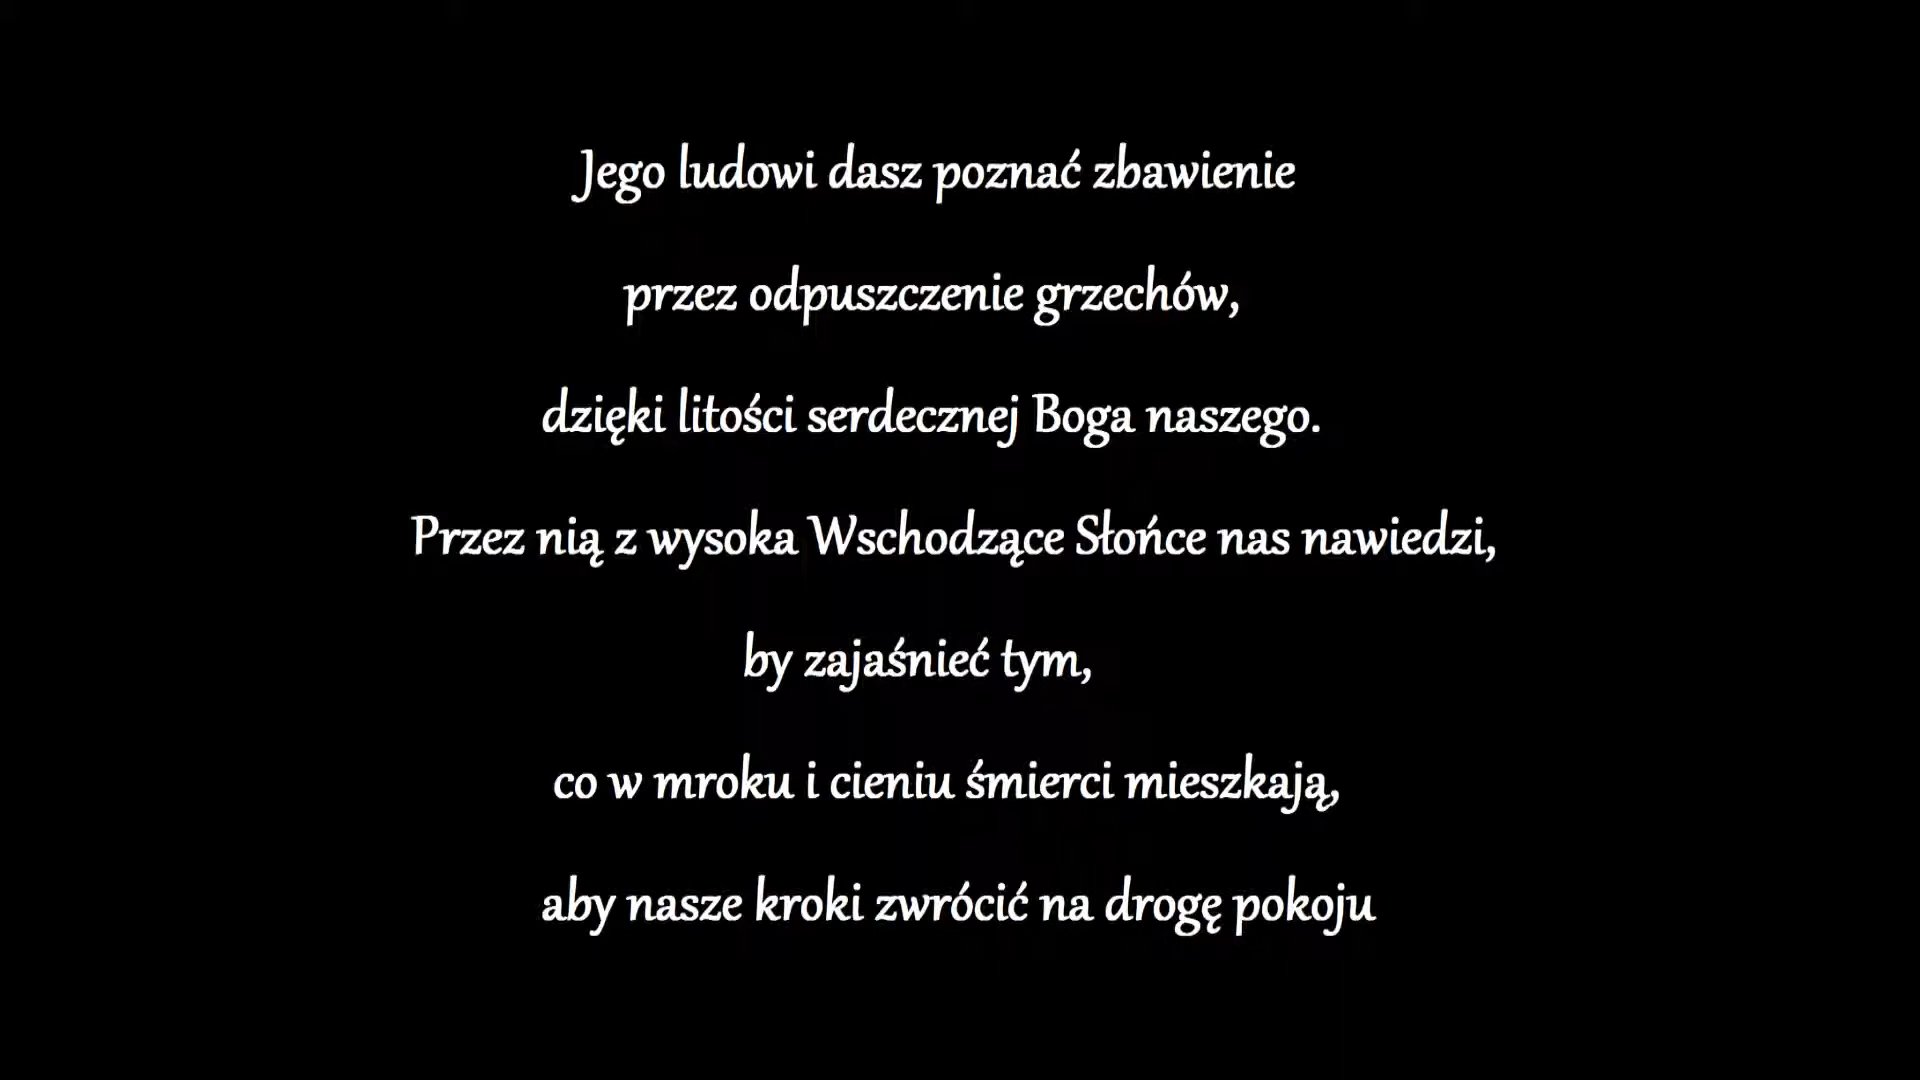 Jego ludowi dasz poznać zbawienie
przez odpuszczenie grzechów,
dzięki litości serdecznej Boga naszego.
Przez nią z wysoka Wschodzące Słońce nas nawiedzi,
by zajaśnieć tym,
co w mroku i cieniu śmierci mieszkają,
aby nasze kroki zwrócić na drogę pokoju